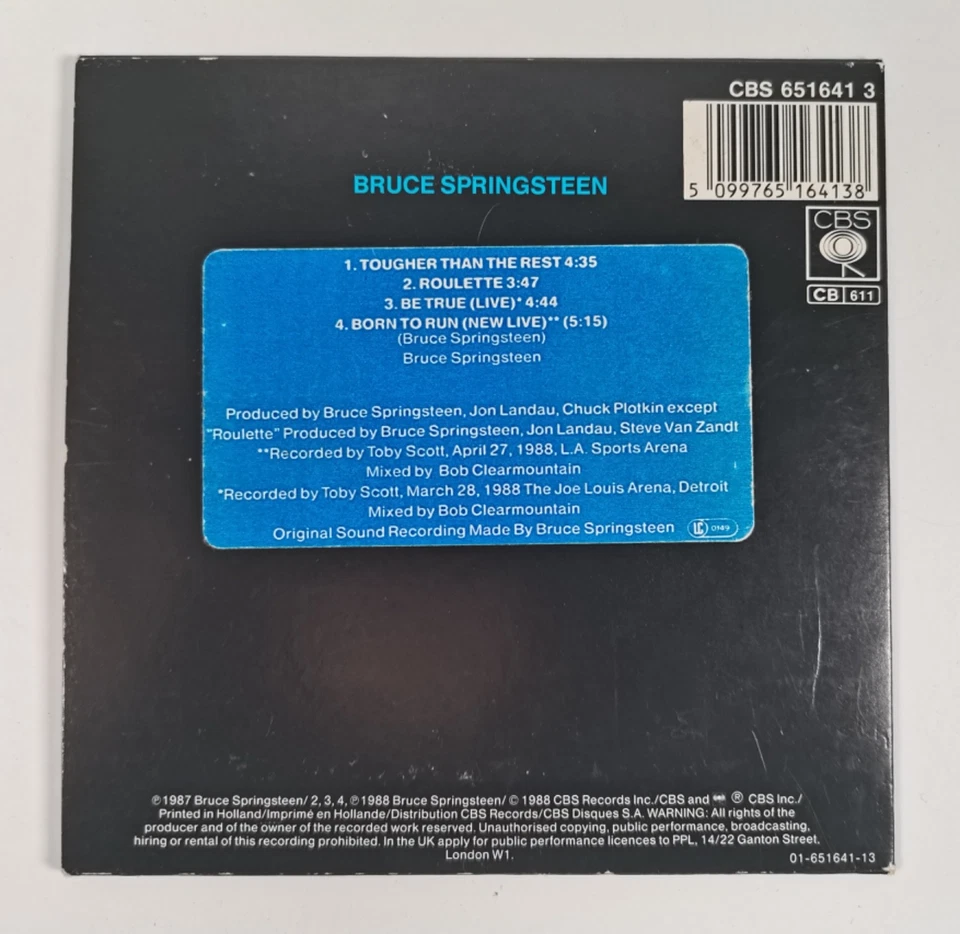 CBS 651641 3
5 099765 164138
CBS
CB 611
BRUCE SPRINGSTEEN
1. TOUGHER THAN THE REST 4:35
2. ROULETTE 3:47
3. BE TRUE (LIVE)* 4:44
4. BORN TO RUN (NEW LIVE)** (5:15)
(Bruce Springsteen)
Bruce Springsteen
Produced by Bruce Springsteen, Jon Landau, Chuck Plotkin except
"Roulette" Produced by Bruce Springsteen, Jon Landau, Steve Van Zandt
**Recorded by Toby Scott, April 27, 1988, L.A. Sports Arena
Mixed by Bob Clearmountain
*Recorded by Toby Scott, March 28, 1988 The Joe Louis Arena, Detroit
Mixed by Bob Clearmountain
Original Sound Recording Made By Bruce Springsteen LC 0149
℗ 1987 Bruce Springsteen/ 2, 3, 4, ℗ 1988 Bruce Springsteen/ © 1988 CBS Records Inc./CBS and ® CBS Inc./
Printed in Holland/Imprimé en Hollande/Distribution CBS Records/CBS Disques S.A. WARNING: All rights of the
producer and of the owner of the recorded work reserved. Unauthorised copying, public performance, broadcasting,
hiring or rental of this recording prohibited. In the UK apply for public performance licences to PPL, 14/22 Ganton Street.
London W1.
01-651641-13